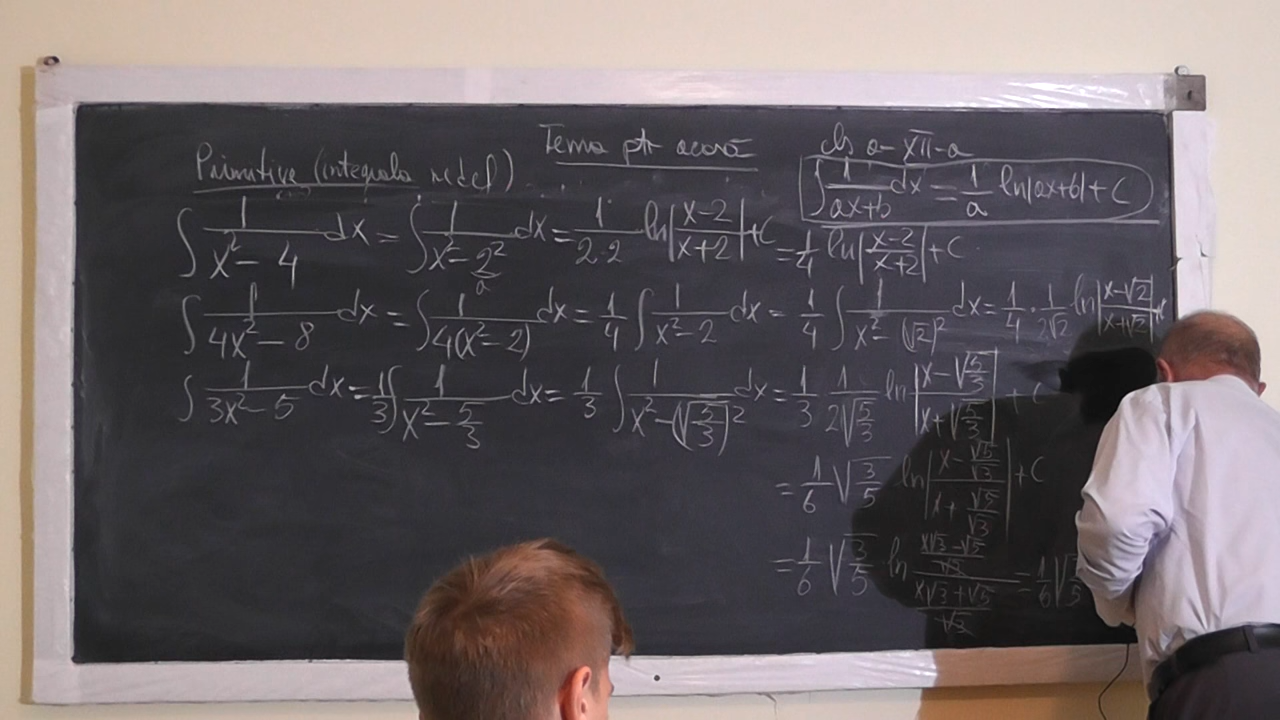 Tema ptr acasă cls a- XII-a
Primitive (integrale nedef).
∫ 1/(ax+b) dx = 1/a ln|ax+b| + C
∫ 1/(x²-4) dx = ∫ 1/(x²-2²) dx = 1/(2·2) ln|(x-2)/(x+2)| + C = 1/4 ln|(x-2)/(x+2)| + C
a
∫ 1/(4x²-8) dx = ∫ 1/(4(x²-2)) dx = 1/4 ∫ 1/(x²-2) dx = 1/4 ∫ 1/(x²-(√2)²) dx = 1/4 · 1/(2√2) ln|(x-√2)/(x+√2)|
∫ 1/(3x²-5) dx = 1/3 ∫ 1/(x²-5/3) dx = 1/3 ∫ 1/(x²-(√(5/3))²) dx = 1/3 1/(2√(5/3)) ln|(x-√(5/3))/(x+√(5/3))| + C
= 1/6 √(3/5) ln|(x-√5/√3)/(x+√5/√3)| + C
= 1/6 √(3/5) ln ((x√3-√5)/√3)/((x√3+√5)/√3) = 1/6 √(3/5)